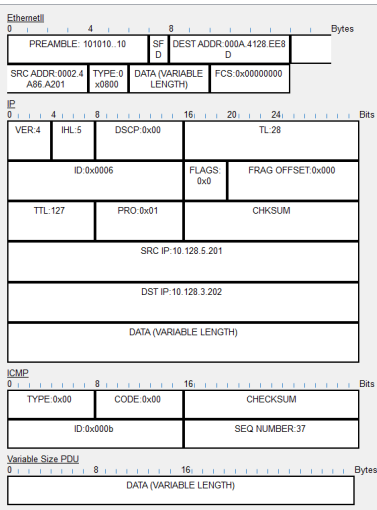 EthernetII
0 4 8 Bytes
PREAMBLE: 101010..10 SF DEST ADDR:000A.4128.EE8
D D
SRC ADDR:0002.4 TYPE:0 DATA (VARIABLE FCS:0x00000000
A86.A201 x0800 LENGTH)
IP
0 4 8 16 20 24 Bits
VER:4 IHL:5 DSCP:0x00 TL:28
ID:0x0006 FLAGS: FRAG OFFSET:0x000
0x0
TTL:127 PRO:0x01 CHKSUM
SRC IP:10.128.5.201
DST IP:10.128.3.202
DATA (VARIABLE LENGTH)
ICMP
0 8 16 Bits
TYPE:0x00 CODE:0x00 CHECKSUM
ID:0x000b SEQ NUMBER:37
Variable Size PDU
0 8 16 Bytes
DATA (VARIABLE LENGTH)